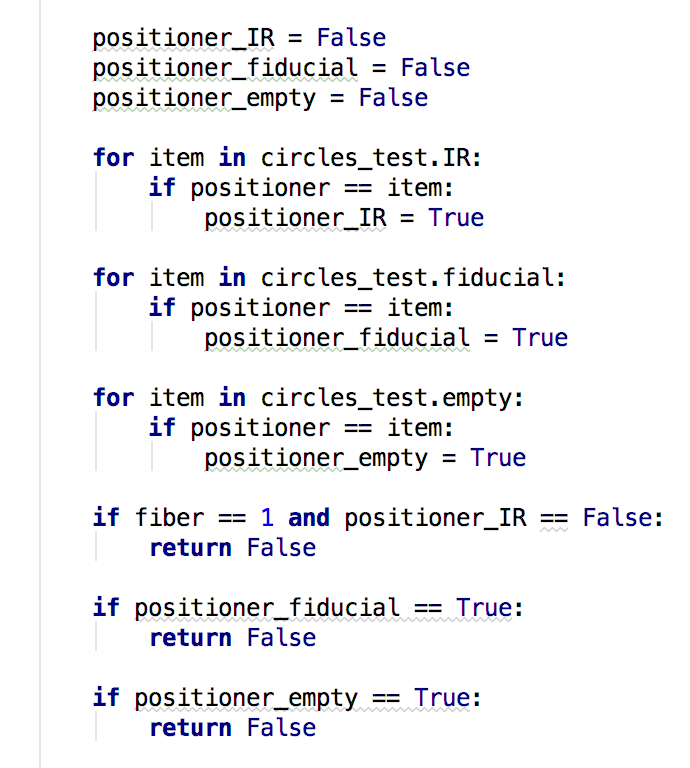 positioner_IR = False
positioner_fiducial = False
positioner_empty = False
for item in circles_test.IR:
if positioner == item:
positioner_IR = True
for item in circles_test.fiducial:
if positioner == item:
positioner_fiducial = True
for item in circles_test.empty:
if positioner == item:
positioner_empty = True
if fiber == 1 and positioner_IR == False:
return False
if positioner_fiducial == True:
return False
if positioner_empty == True:
return False